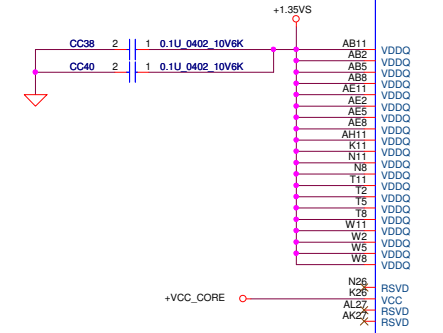 +1.35VS
CC38 2 1 0.1U_0402_10V6K
CC40 2 1 0.1U_0402_10V6K
AB11 VDDQ
AB2 VDDQ
AB5 VDDQ
AB8 VDDQ
AE11 VDDQ
AE2 VDDQ
AE5 VDDQ
AE8 VDDQ
AH11 VDDQ
K11 VDDQ
N11 VDDQ
N8 VDDQ
T11 VDDQ
T2 VDDQ
T5 VDDQ
T8 VDDQ
W11 VDDQ
W2 VDDQ
W5 VDDQ
W8 VDDQ
N26 RSVD
+VCC_CORE K26 VCC
AL27 RSVD
AK27 RSVD